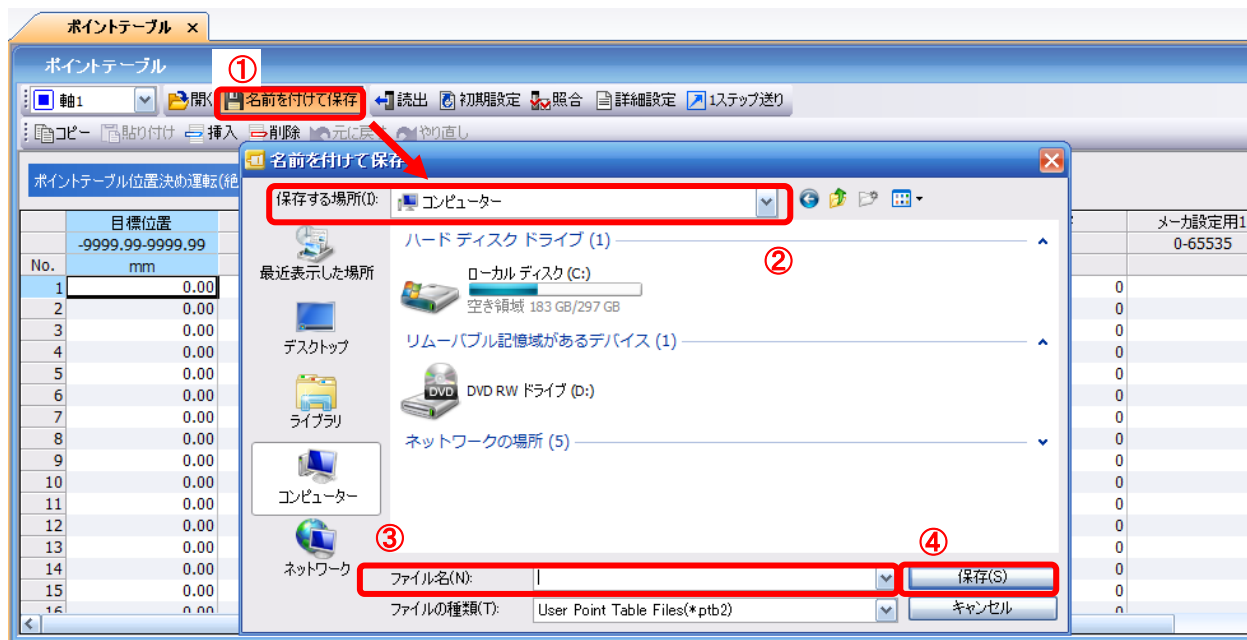 ポイントテーブル ×
ポイントテーブル
①
軸1 開く 名前を付けて保存 読出 初期設定 照合 詳細設定 1ステップ送り
コピー 貼り付け 挿入 削除 元に戻す やり直し
名前を付けて保存
ポイントテーブル位置決め運転(絶
保存する場所(I): コンピューター
②
目標位置
-9999.99-9999.99
No. mm
メーカ設定用1
0-65535
最近表示した場所
デスクトップ
ライブラリ
コンピューター
ネットワーク
ハード ディスク ドライブ (1)
ローカル ディスク (C:)
空き領域 183 GB/297 GB
リムーバブル記憶域があるデバイス (1)
DVD RW ドライブ (D:)
ネットワークの場所 (5)
1 0.00 0
2 0.00 0
3 0.00 0
4 0.00 0
5 0.00 0
6 0.00 0
7 0.00 0
8 0.00 0
9 0.00 0
10 0.00 0
11 0.00 0
12 0.00 0
13 0.00 0
14 0.00 0
15 0.00 0
16 0.00 0
③
④
ファイル名(N): 保存(S)
ファイルの種類(T): User Point Table Files(*.ptb2) キャンセル